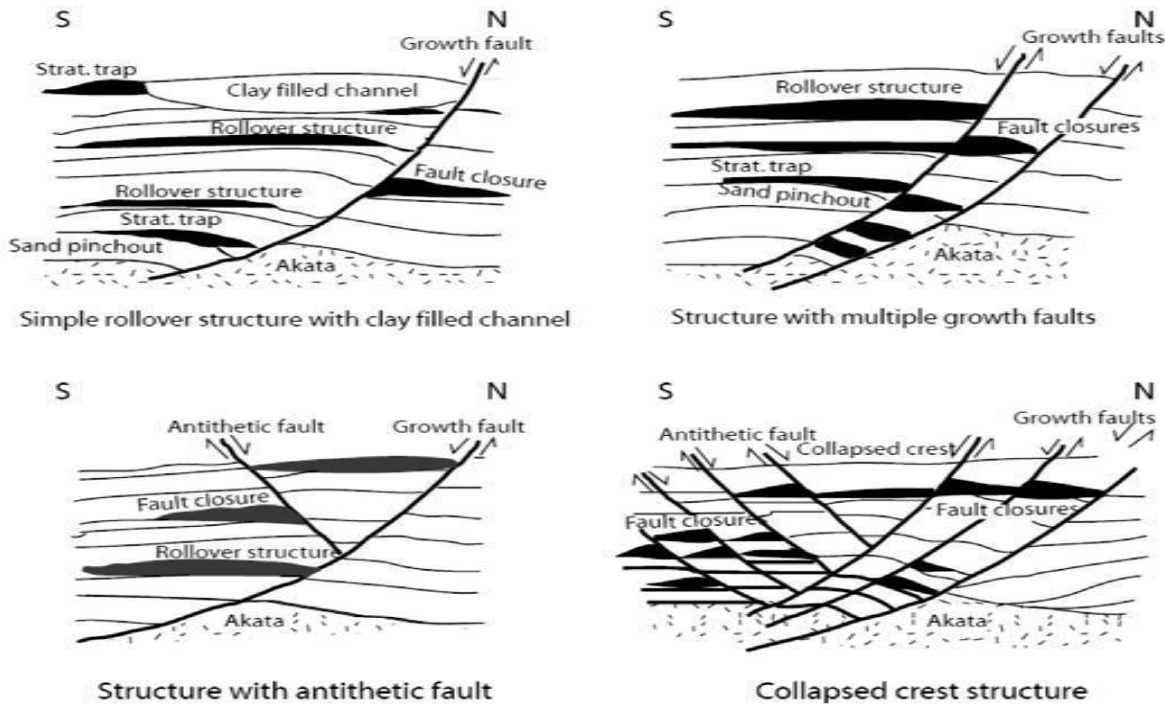 S N
Growth fault
Strat. trap
Clay filled channel
Rollover structure
Fault closure
Rollover structure
Strat. trap
Sand pinchout
Akata
Simple rollover structure with clay filled channel
S N
Growth faults
Rollover structure
Fault closures
Strat. trap
Sand pinchout
Akata
Structure with multiple growth faults
S N
Antithetic fault Growth fault
Fault closure
Rollover structure
Akata
Structure with antithetic fault
S N
Growth faults
Antithetic fault
Collapsed crest
Fault closures
Fault closures
Akata
Collapsed crest structure